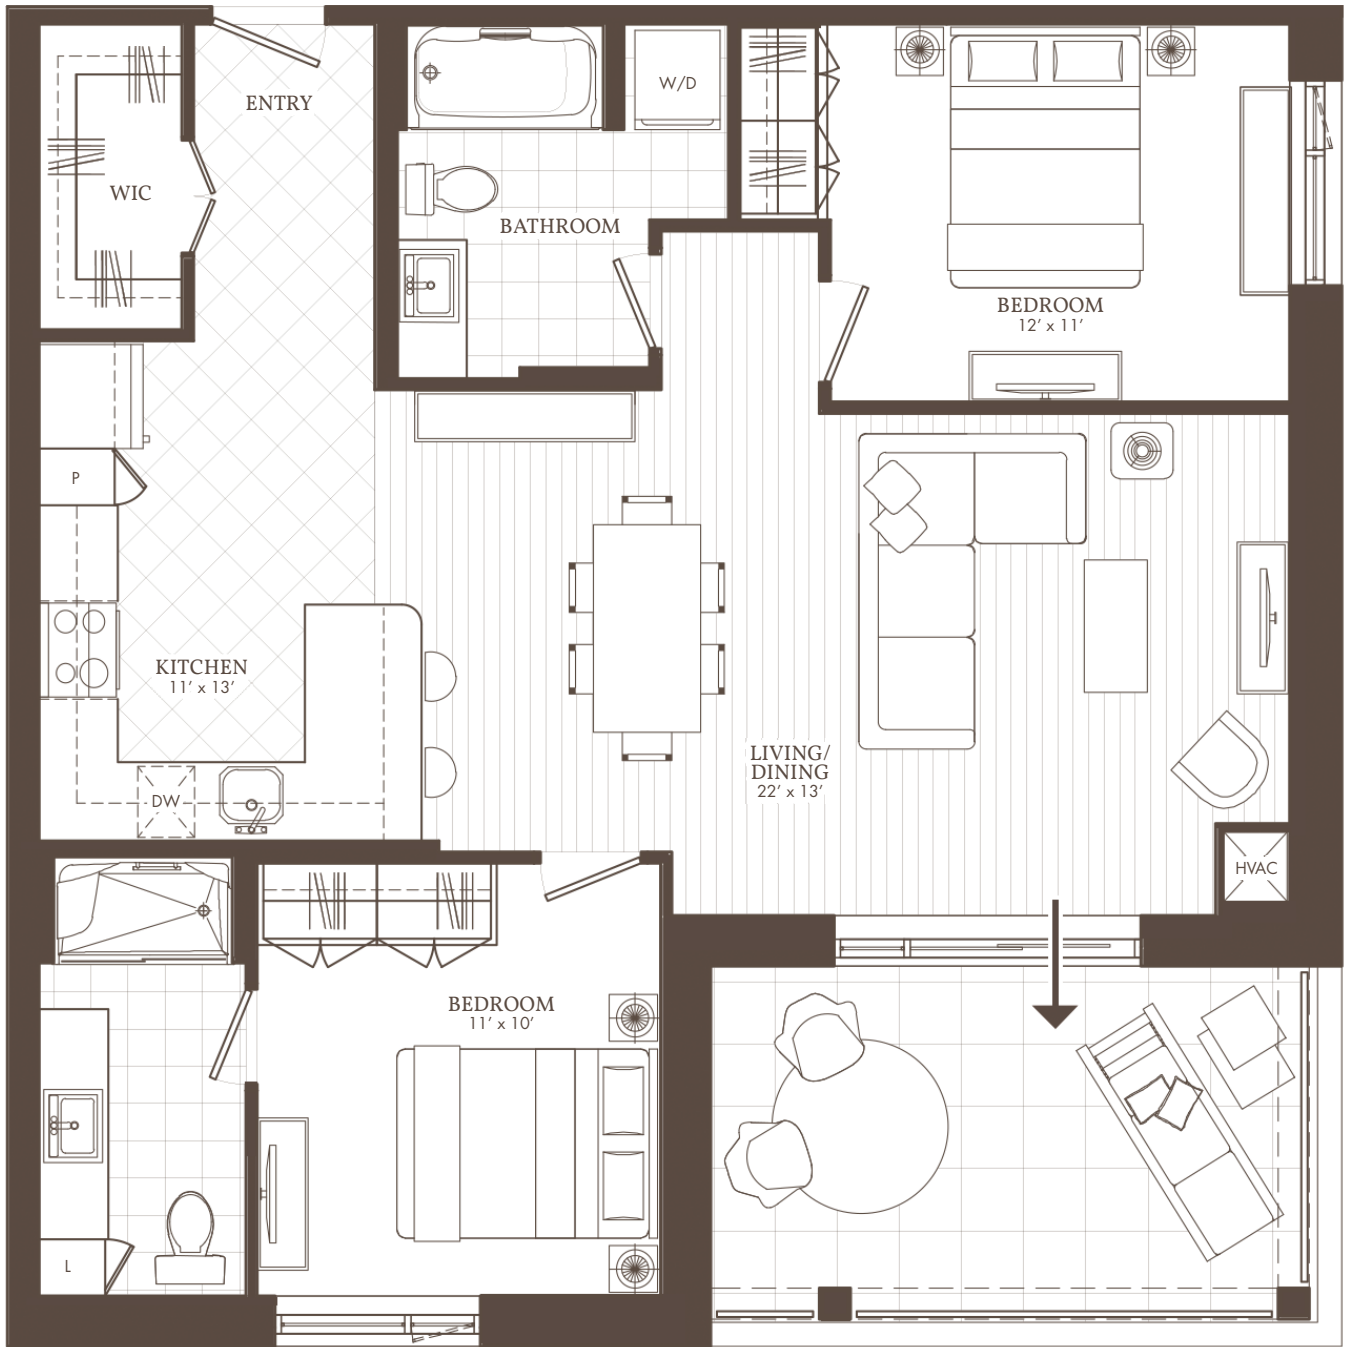 ENTRY
W/D
WIC
BATHROOM
BEDROOM
12’ x 11’
P
KITCHEN
11’ x 13’
LIVING/
DINING
22’ x 13’
DW
HVAC
BEDROOM
11’ x 10’
L